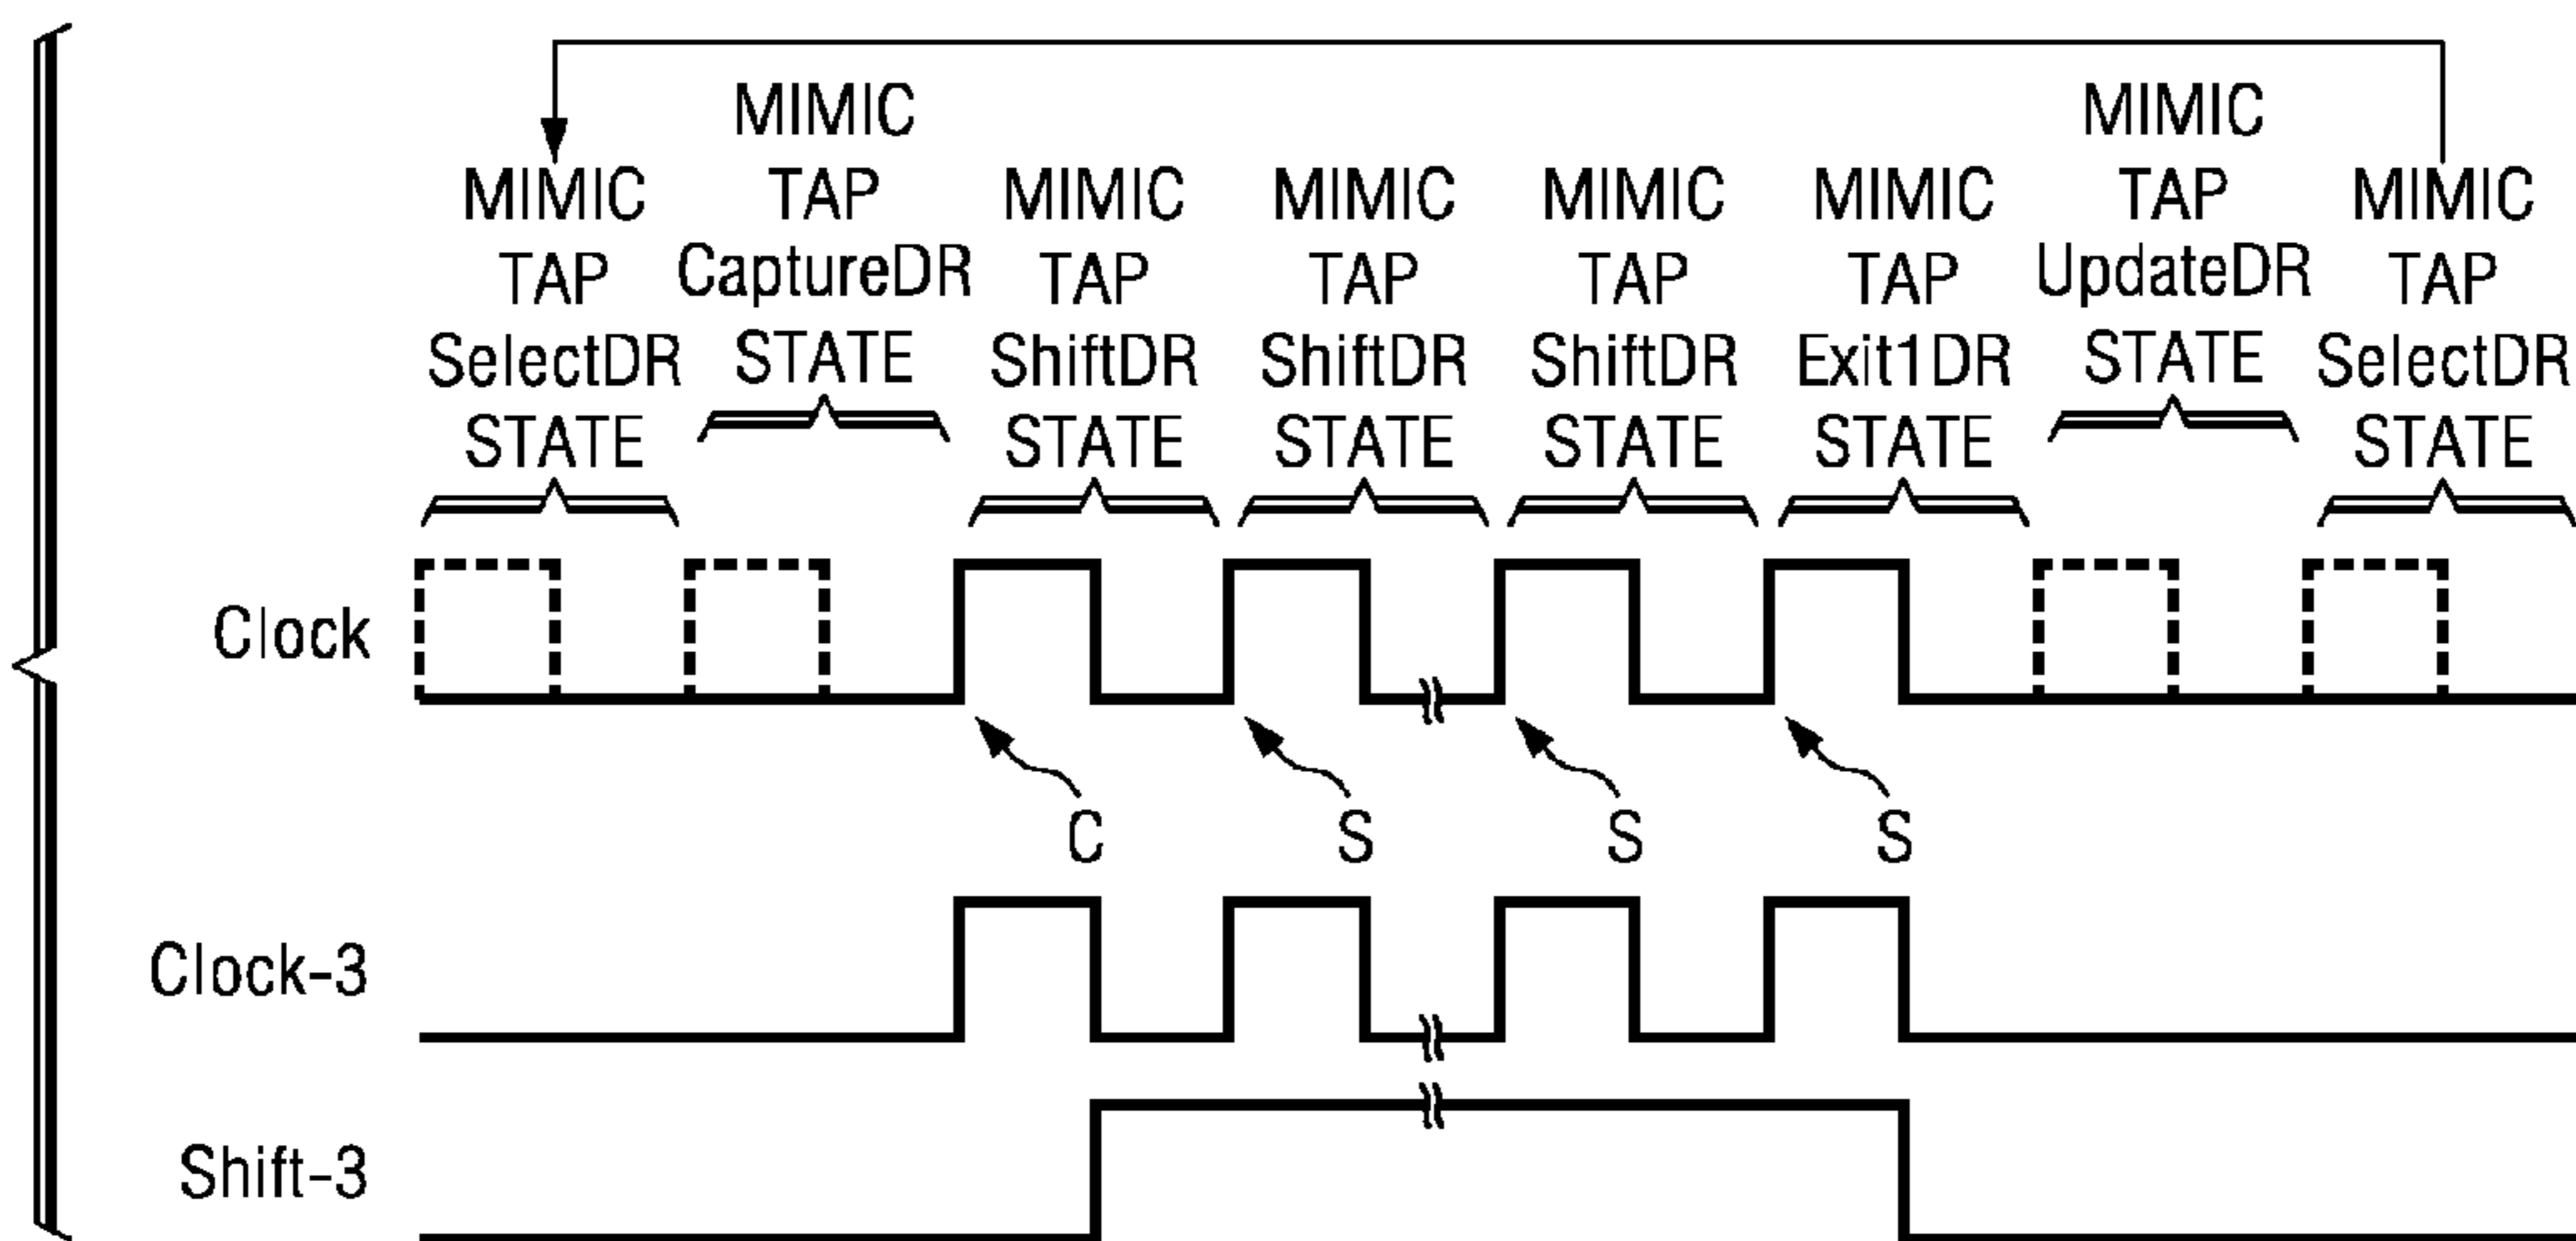 MIMIC
TAP
SelectDR
STATE
MIMIC
TAP
CaptureDR
STATE
MIMIC
TAP
ShiftDR
STATE
MIMIC
TAP
ShiftDR
STATE
MIMIC
TAP
ShiftDR
STATE
MIMIC
TAP
Exit1DR
STATE
MIMIC
TAP
UpdateDR
STATE
MIMIC
TAP
SelectDR
STATE
Clock
C
S
S
S
Clock-3
Shift-3